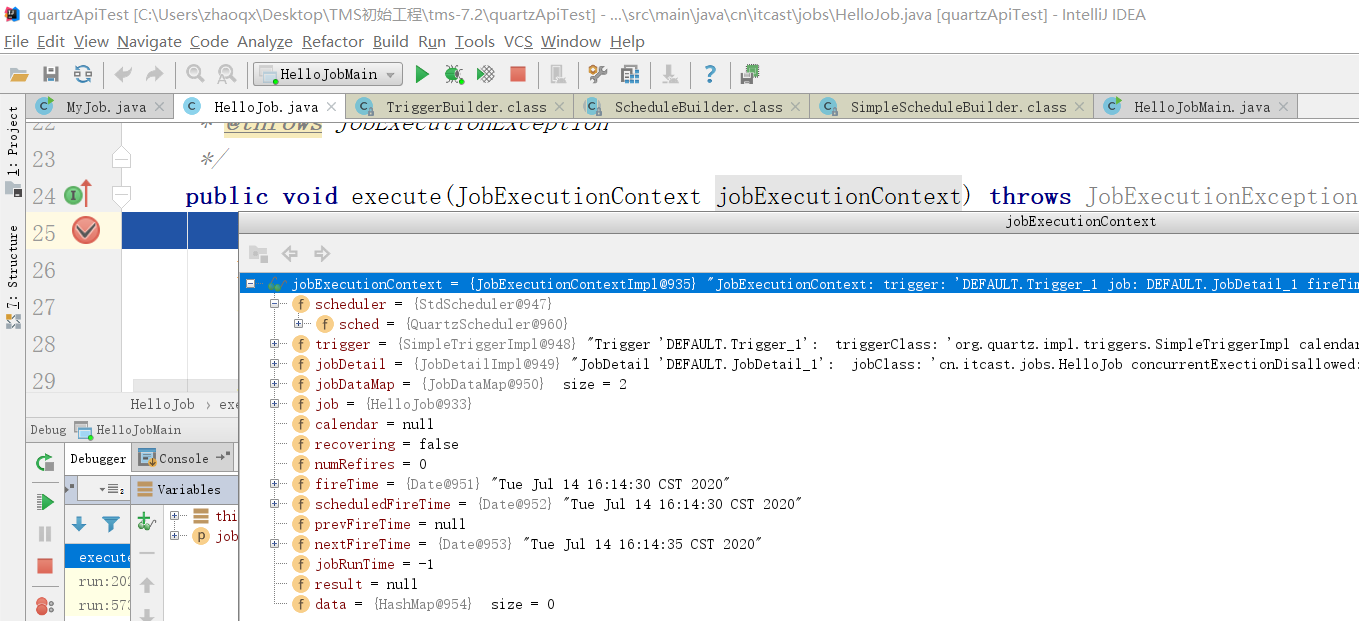 quartzApiTest [C:\Users\zhaoqx\Desktop\TMS初始工程\tms-7.2\quartzApiTest] - ...\src\main\java\cn\itcast\jobs\HelloJob.java [quartzApiTest] - IntelliJ IDEA
File Edit View Navigate Code Analyze Refactor Build Run Tools VCS Window Help
HelloJobMain
MyJob.java HelloJob.java TriggerBuilder.class ScheduleBuilder.class SimpleScheduleBuilder.class HelloJobMain.java
1: Project
7: Structure
22 * @throws jobExecutionException
23 */
24 public void execute(JobExecutionContext jobExecutionContext) throws JobExecutionException
25
26
27
28
29
jobExecutionContext
jobExecutionContext = {JobExecutionContextImpl@935} "JobExecutionContext: trigger: 'DEFAULT.Trigger_1 job: DEFAULT.JobDetail_1 fireTim
scheduler = {StdScheduler@947}
sched = {QuartzScheduler@960}
trigger = {SimpleTriggerImpl@948} "Trigger 'DEFAULT.Trigger_1': triggerClass: 'org.quartz.impl.triggers.SimpleTriggerImpl calendar
jobDetail = {JobDetailImpl@949} "JobDetail 'DEFAULT.JobDetail_1': jobClass: 'cn.itcast.jobs.HelloJob concurrentExectionDisallowed:
jobDataMap = {JobDataMap@950} size = 2
job = {HelloJob@933}
calendar = null
recovering = false
numRefires = 0
fireTime = {Date@951} "Tue Jul 14 16:14:30 CST 2020"
scheduledFireTime = {Date@952} "Tue Jul 14 16:14:30 CST 2020"
prevFireTime = null
nextFireTime = {Date@953} "Tue Jul 14 16:14:35 CST 2020"
jobRunTime = -1
result = null
data = {HashMap@954} size = 0
HelloJob › exe
Debug HelloJobMain
Debugger Console
Variables
thi
job
execute
run:202
run:573